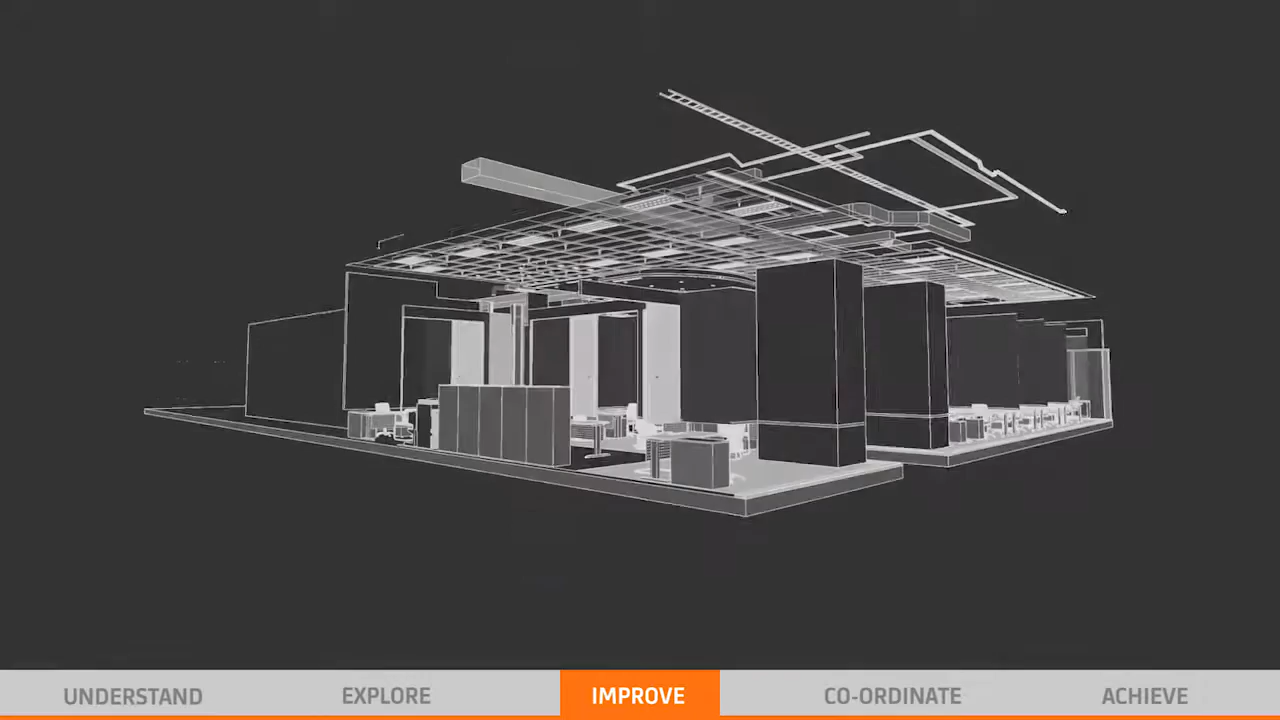 UNDERSTAND
EXPLORE
IMPROVE
CO-ORDINATE
ACHIEVE